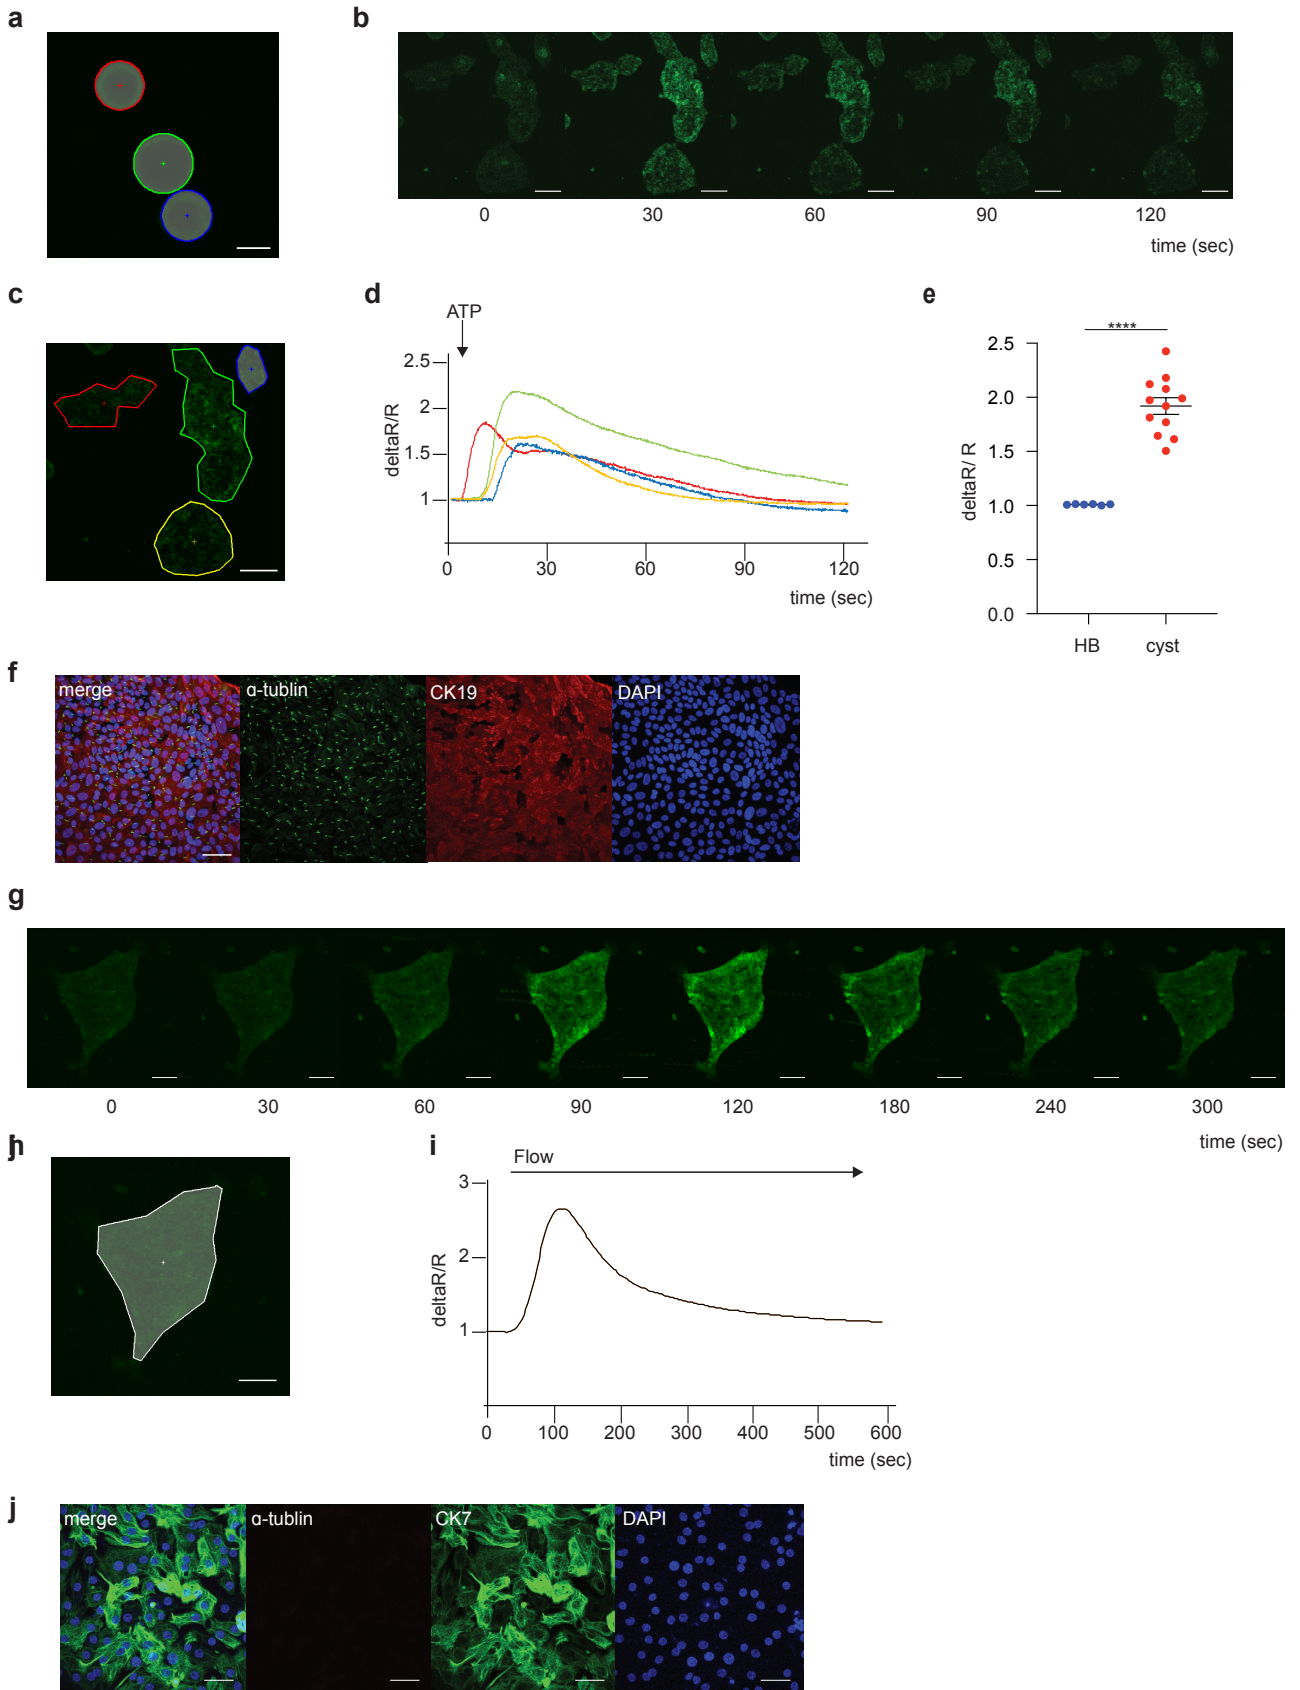 a
b
0 30 60 90 120
time (sec)
c
d
e
ATP
2.5
2
1.5
1
deltaR/R
0 30 60 90 120
time (sec)
****
2.5
2.0
1.5
1.0
0.5
0.0
deltaR/ R
HB cyst
f
merge α-tublin CK19 DAPI
g
0 30 60 90 120 180 240 300
time (sec)
h
i
Flow
3
2
1
deltaR/R
0 100 200 300 400 500 600
time (sec)
j
merge α-tublin CK7 DAPI